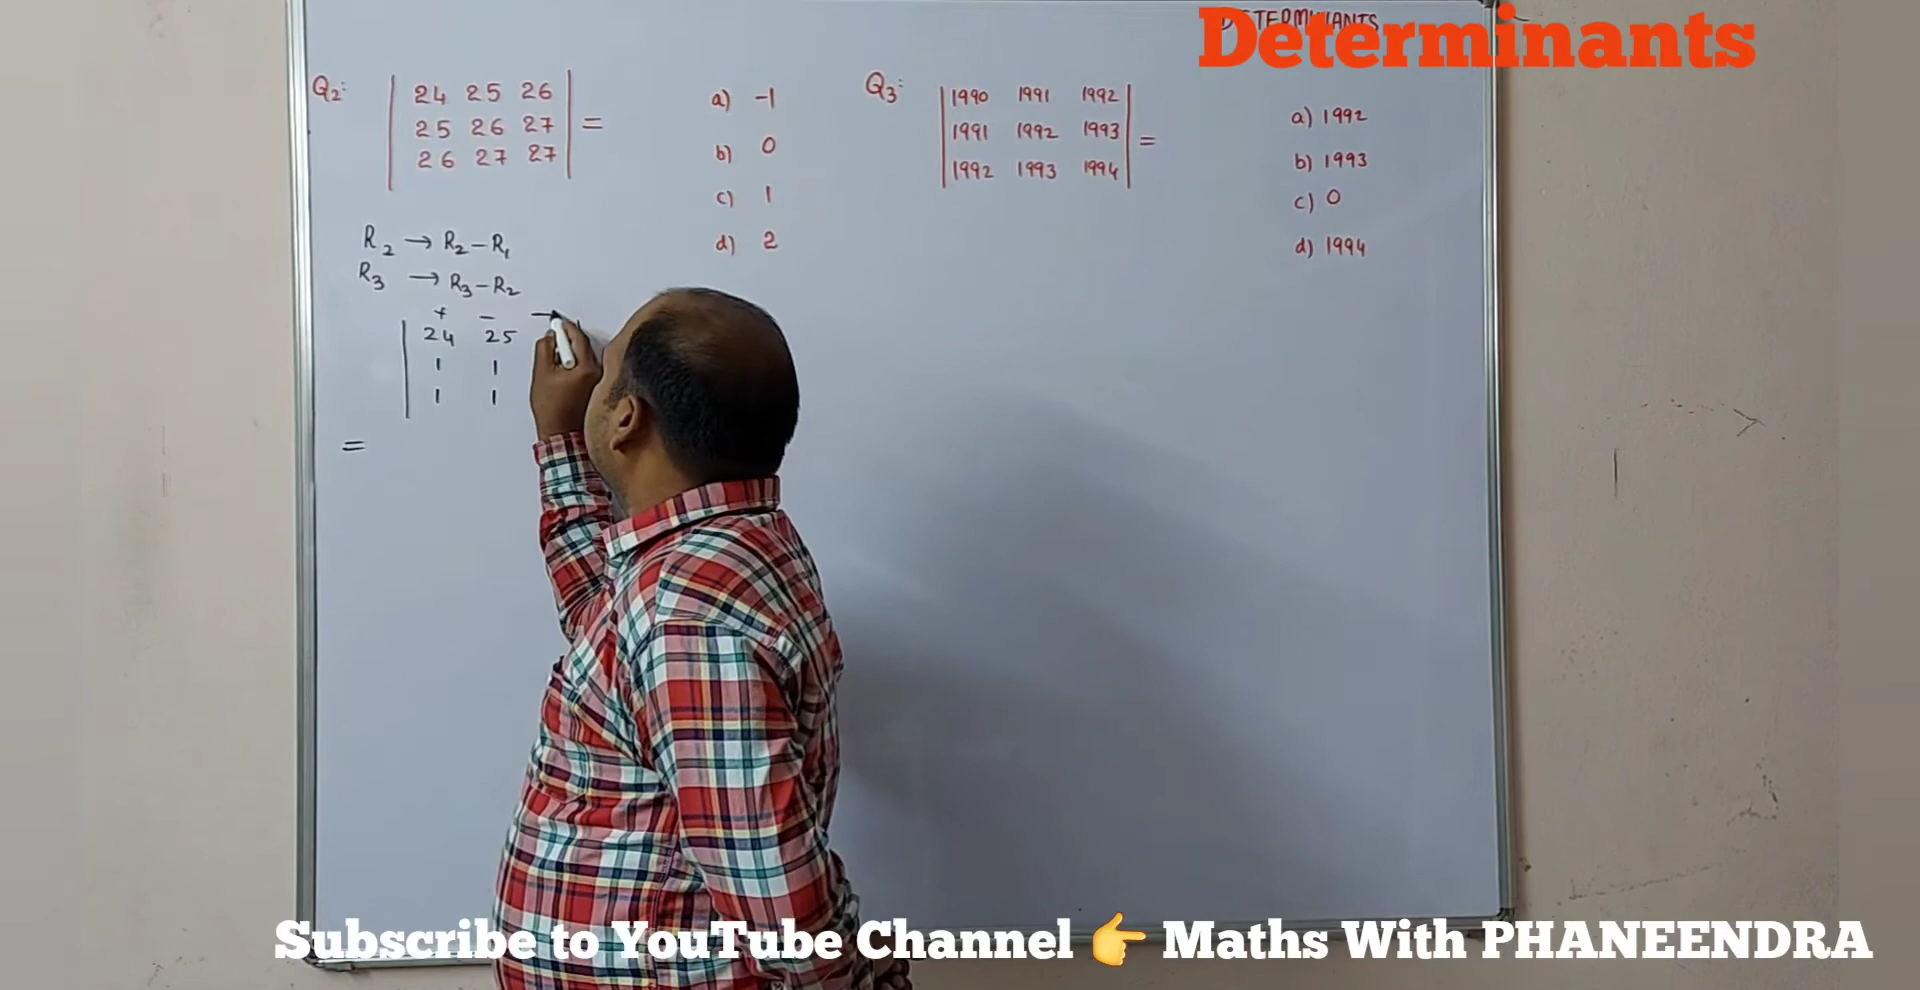 DETERMINANTS
Determinants
Q2:
24 25 26
25 26 27 =
26 27 27
a) -1
b) 0
c) 1
d) 2
R2 → R2 - R1
R3 → R3 - R2
+ -
24 25
1 1
1 1
=
Q3:
1990 1991 1992
1991 1992 1993 =
1992 1993 1994
a) 1992
b) 1993
c) 0
d) 1994
Subscribe to YouTube Channel 👉 Maths With PHANEENDRA